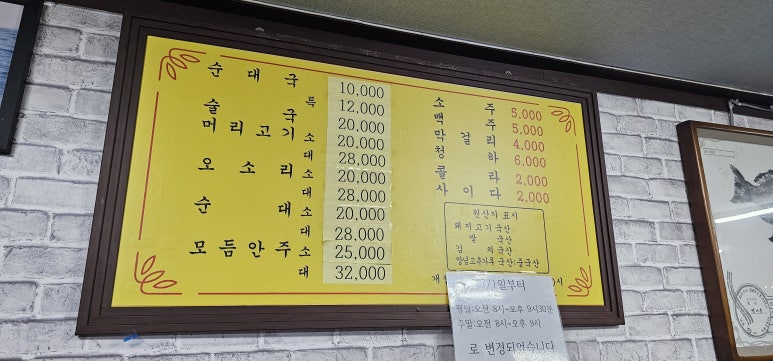 순대국 10,000
특 12,000
술국 20,000
머리고기 소 20,000
대 28,000
오소리 소 20,000
대 28,000
순대 소 20,000
대 28,000
모듬안주 소 25,000
대 32,000
소주 5,000
맥주 5,000
막걸리 4,000
청하 6,000
콜라 2,000
사이다 2,000
원산지 표시
돼지고기 국산
쌀 국산
김치 국산
양념고추가루 국산:중국산
1일부터
평일:오전 8시~오후 9시30분
주말:오전 8시~오후 9시
로 변경되었습니다